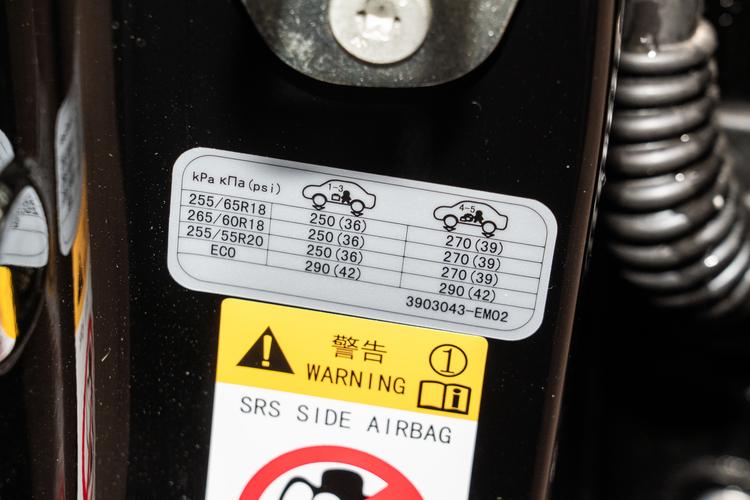 kPa кПа(psi) 1-3 4-5
255/65R18 250(36) 270(39)
265/60R18 250(36) 270(39)
255/55R20 250(36) 270(39)
ECO 290(42) 290(42)
3903043-EM02
警告 1
WARNING i
SRS SIDE AIRBAG